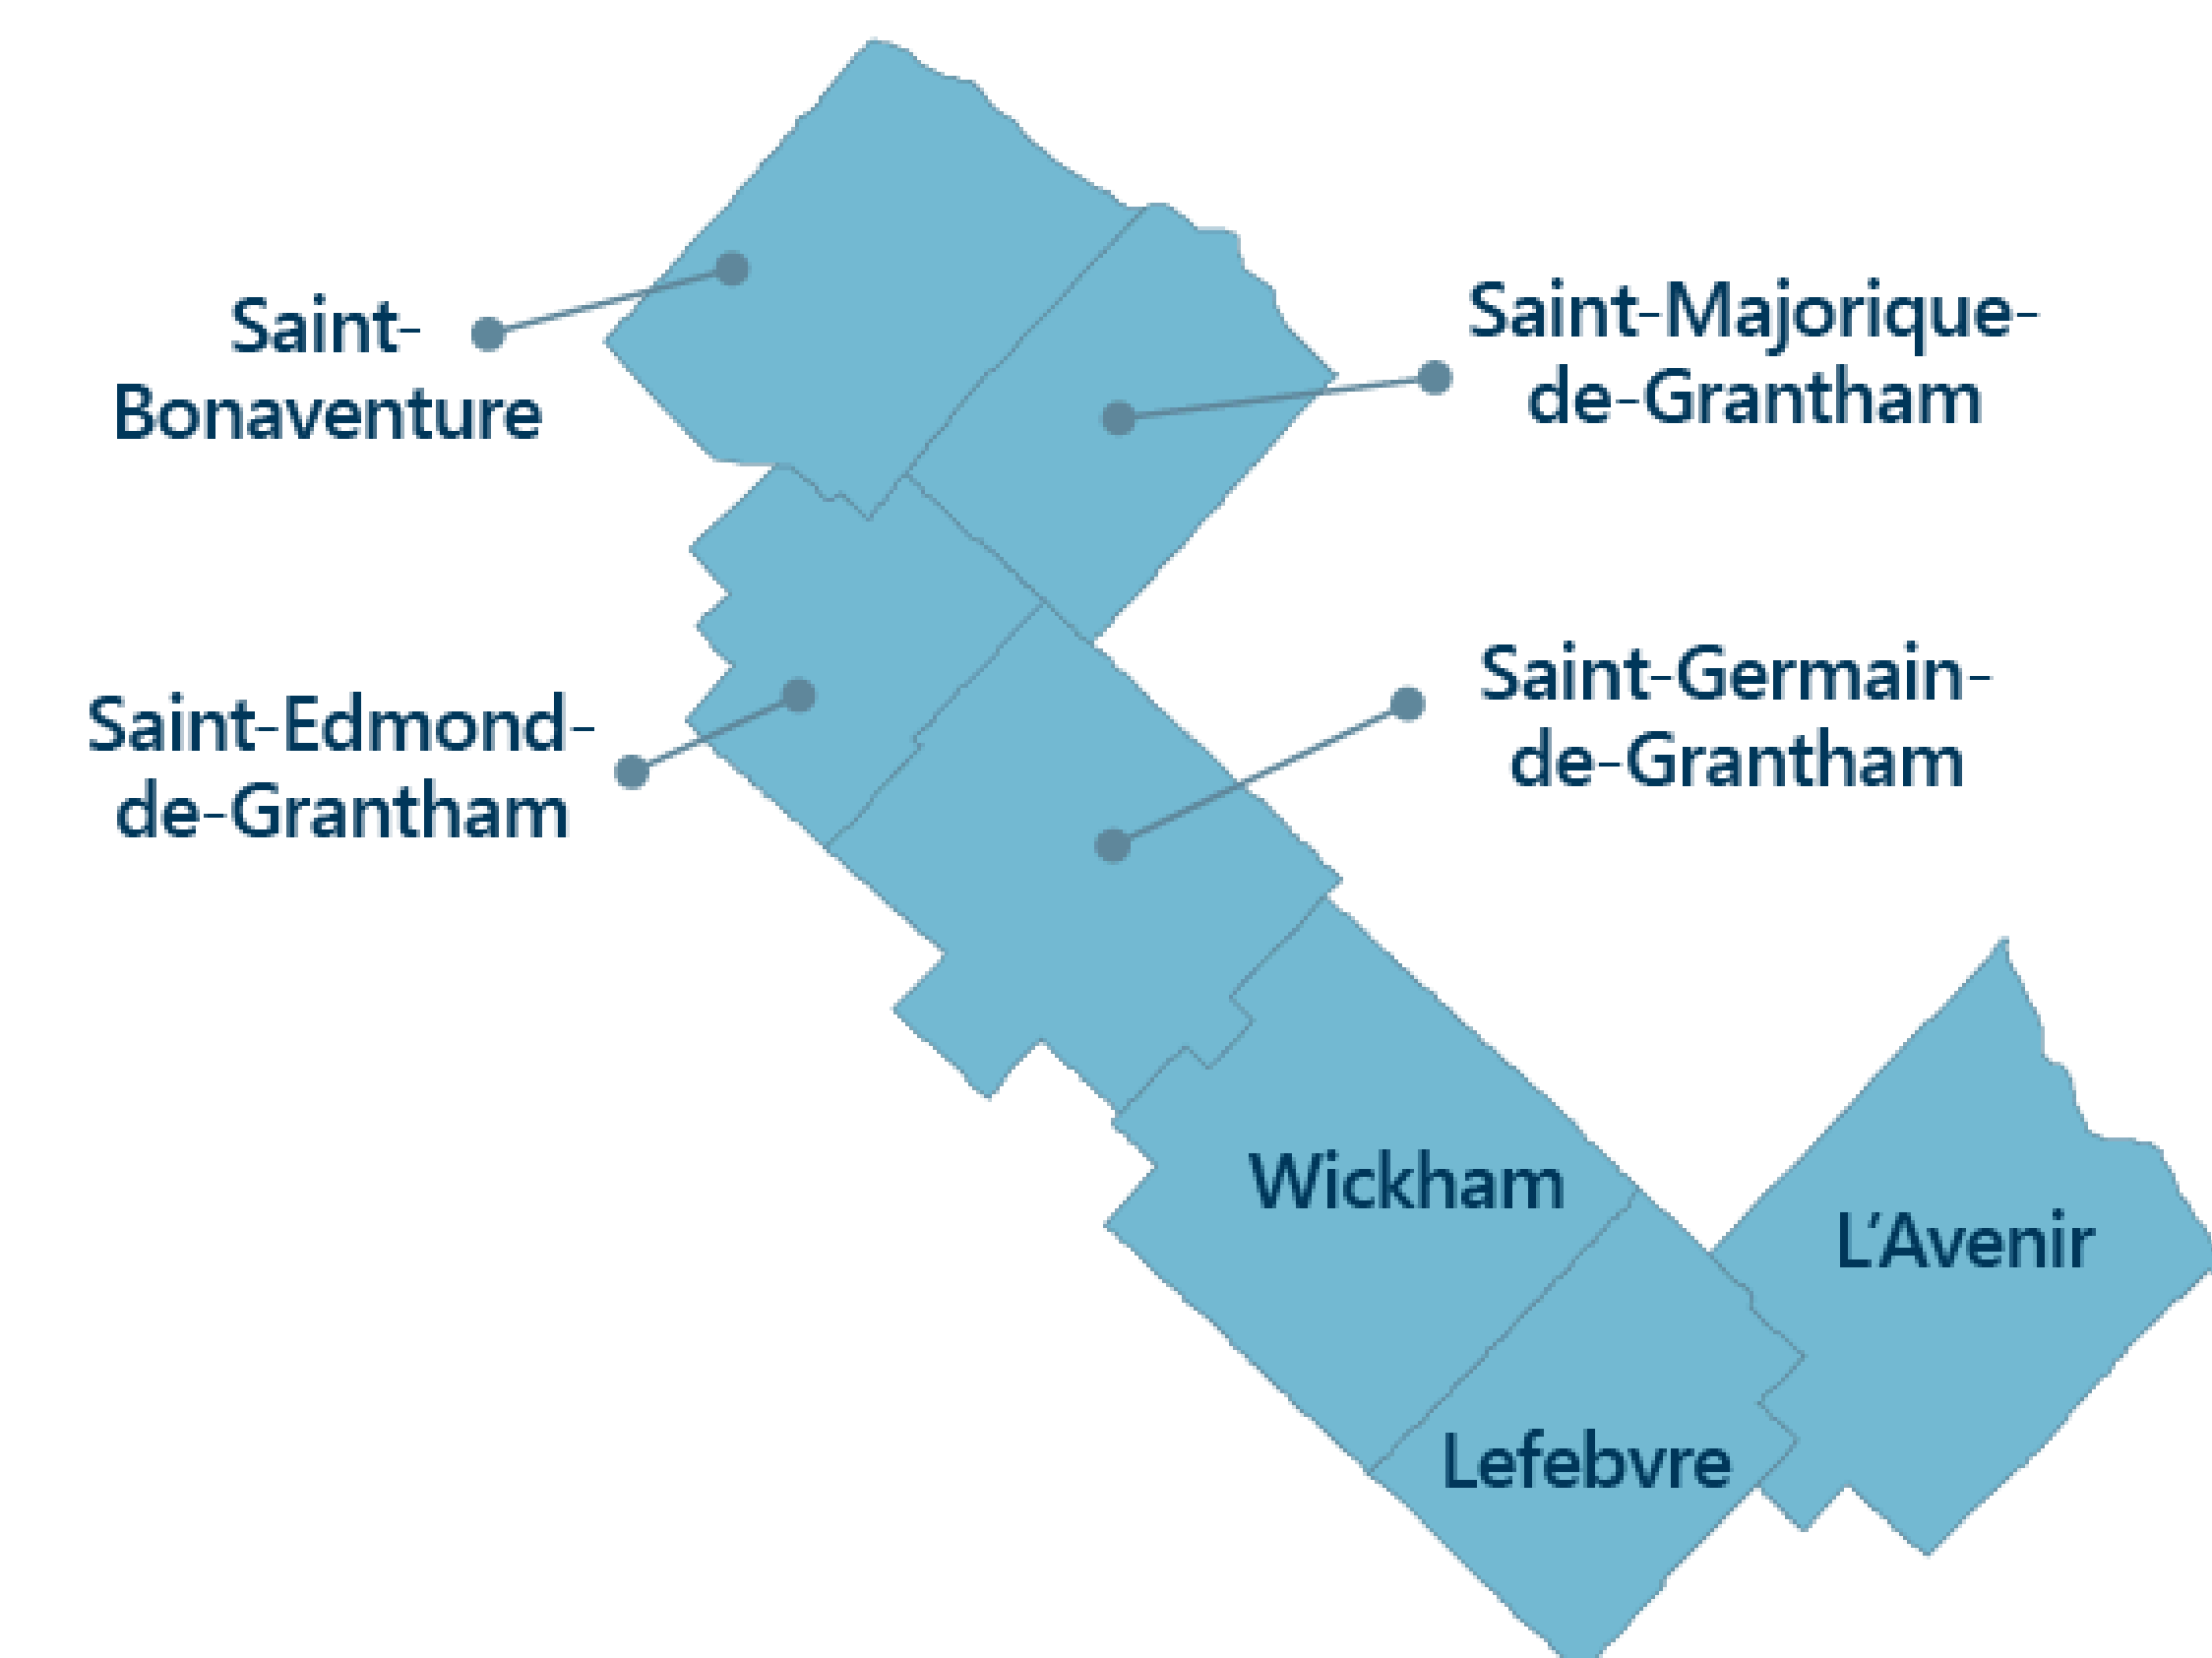 Saint-
Bonaventure
Saint-Majorique-
de-Grantham
Saint-Edmond-
de-Grantham
Saint-Germain-
de-Grantham
Wickham
L'Avenir
Lefebvre